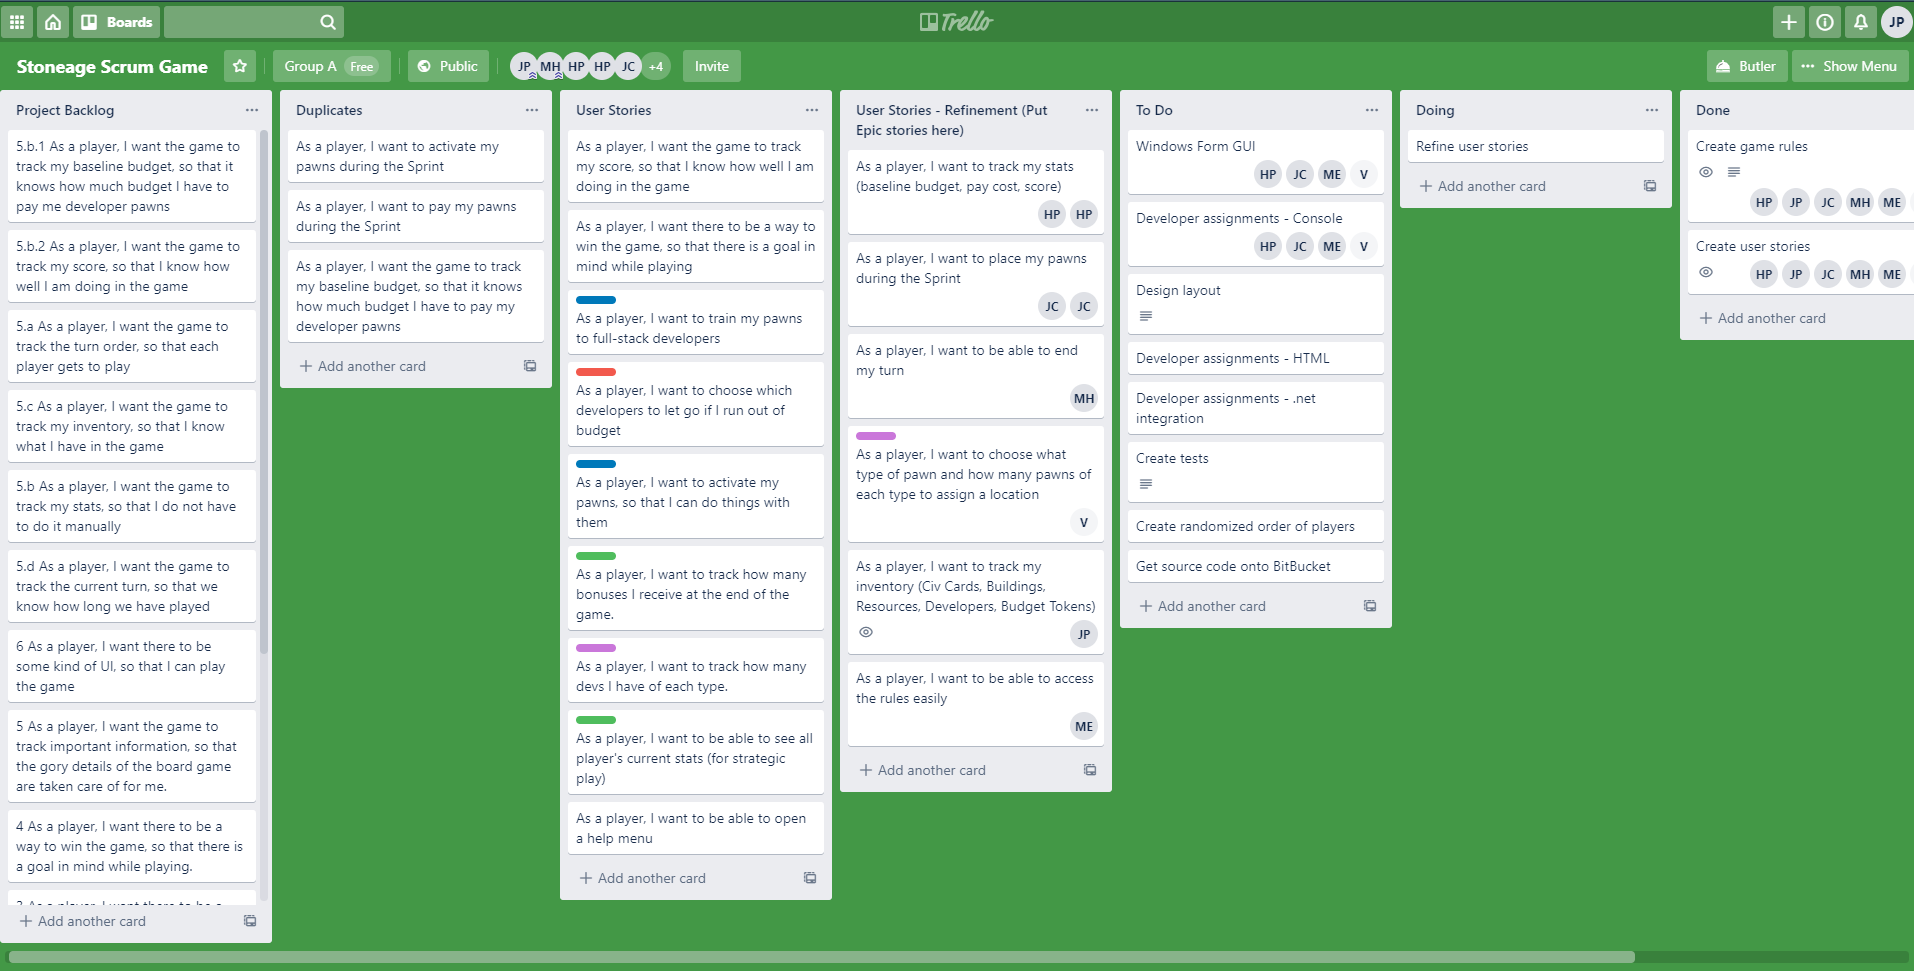 Boards
Trello
JP
Stoneage Scrum Game
Group A Free
Public
JP MH HP HP JC +4
Invite
Butler
Show Menu
Project Backlog
5.b.1 As a player, I want the game to
track my baseline budget, so that it
knows how much budget I have to
pay me developer pawns
5.b.2 As a player, I want the game to
track my score, so that I know how
well I am doing in the game
5.a As a player, I want the game to
track the turn order, so that each
player gets to play
5.c As a player, I want the game to
track my inventory, so that I know
what I have in the game
5.b As a player, I want the game to
track my stats, so that I do not have
to do it manually
5.d As a player, I want the game to
track the current turn, so that we
know how long we have played
6 As a player, I want there to be
some kind of UI, so that I can play
the game
5 As a player, I want the game to
track important information, so that
the gory details of the board game
are taken care of for me.
4 As a player, I want there to be a
way to win the game, so that there is
a goal in mind while playing.
3 As a player, I want there to be a
Add another card
Duplicates
As a player, I want to activate my
pawns during the Sprint
As a player, I want to pay my pawns
during the Sprint
As a player, I want the game to track
my baseline budget, so that it knows
how much budget I have to pay my
developer pawns
Add another card
User Stories
As a player, I want the game to track
my score, so that I know how well I am
doing in the game
As a player, I want there to be a way to
win the game, so that there is a goal in
mind while playing
As a player, I want to train my pawns
to full-stack developers
As a player, I want to choose which
developers to let go if I run out of
budget
As a player, I want to activate my
pawns, so that I can do things with
them
As a player, I want to track how many
bonuses I receive at the end of the
game.
As a player, I want to track how many
devs I have of each type.
As a player, I want to be able to see all
player's current stats (for strategic
play)
As a player, I want to be able to open
a help menu
Add another card
User Stories - Refinement (Put
Epic stories here)
As a player, I want to track my stats
(baseline budget, pay cost, score)
HP HP
As a player, I want to place my pawns
during the Sprint
JC JC
As a player, I want to be able to end
my turn
MH
As a player, I want to choose what
type of pawn and how many pawns of
each type to assign a location
V
As a player, I want to track my
inventory (Civ Cards, Buildings,
Resources, Developers, Budget Tokens)
JP
As a player, I want to be able to access
the rules easily
ME
Add another card
To Do
Windows Form GUI
HP JC ME V
Developer assignments - Console
HP JC ME V
Design layout
Developer assignments - HTML
Developer assignments - .net
integration
Create tests
Create randomized order of players
Get source code onto BitBucket
Add another card
Doing
Refine user stories
Add another card
Done
Create game rules
HP JP JC MH ME
Create user stories
HP JP JC MH ME
Add another card